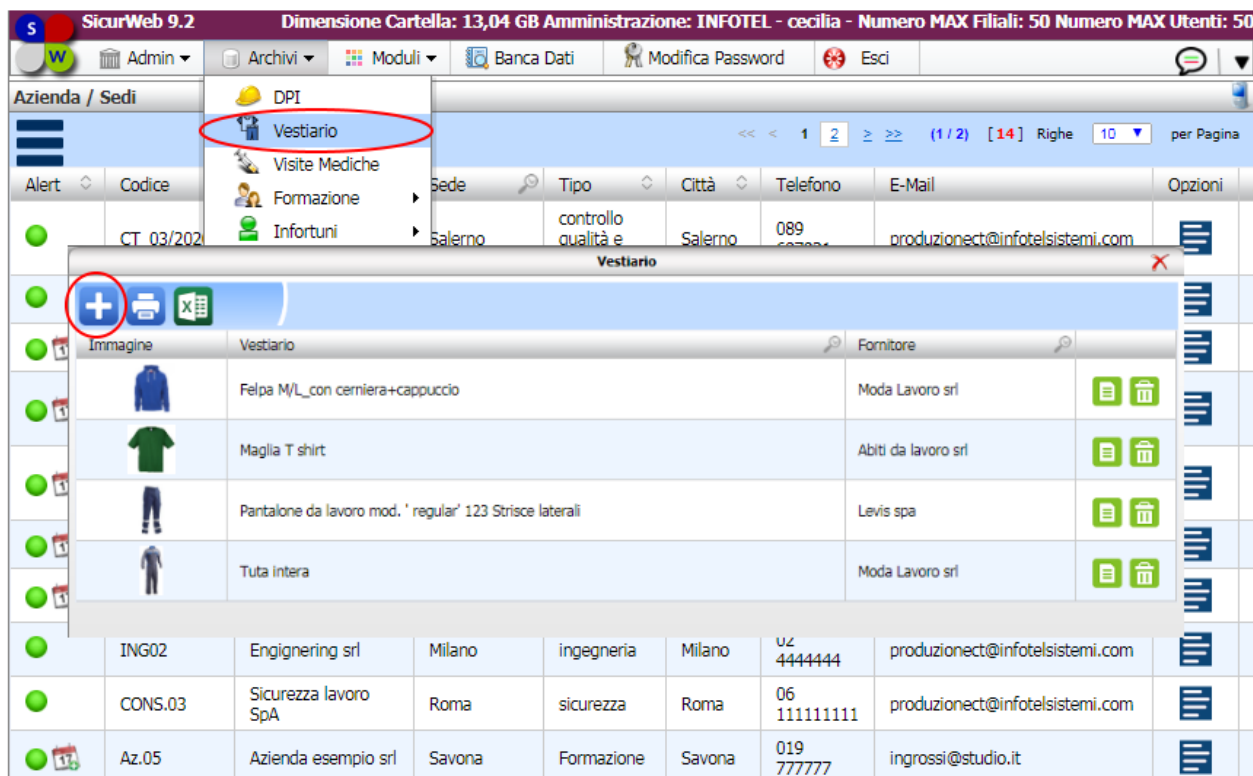 S SicurWeb 9.2 Dimensione Cartella: 13,04 GB Amministrazione: INFOTEL - cecilia - Numero MAX Filiali: 50 Numero MAX Utenti: 50
W Admin Archivi Moduli Banca Dati Modifica Password Esci
Azienda / Sedi
DPI
Vestiario
Visite Mediche
Formazione
Infortuni
<< < 1 2 > >> (1 / 2) [ 14 ] Righe 10 per Pagina
Alert Codice Sede Tipo Città Telefono E-Mail Opzioni
CT_03/202 Salerno controllo qualità e Salerno 089 produzionect@infotelsistemi.com
Vestiario
Immagine Vestiario Fornitore
Felpa M/L_con cerniera+cappuccio Moda Lavoro srl
Maglia T shirt Abiti da lavoro srl
Pantalone da lavoro mod. ' regular' 123 Strisce laterali Levis spa
Tuta intera Moda Lavoro srl
ING02 Engignering srl Milano ingegneria Milano 02 4444444 produzionect@infotelsistemi.com
CONS.03 Sicurezza lavoro SpA Roma sicurezza Roma 06 111111111 produzionect@infotelsistemi.com
Az.05 Azienda esempio srl Savona Formazione Savona 019 777777 ingrossi@studio.it